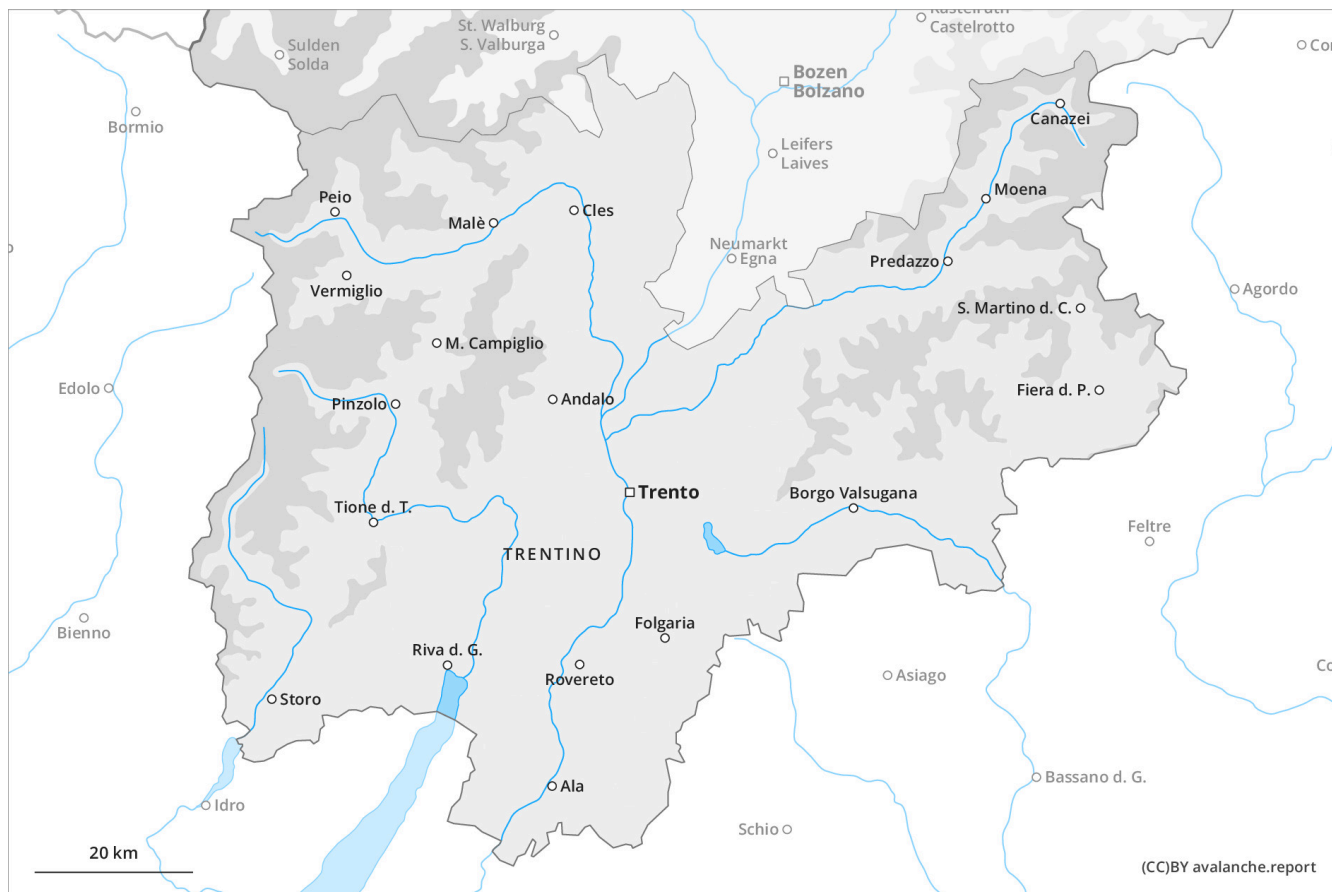 St. Walburg
S. Valburga
Kastelruth
Castelrotto
Sulden
Solda
Cor
Bozen
Bolzano
Bormio
Canazei
Leifers
Laives
Moena
Peio
Malè
Cles
Neumarkt
Egna
Predazzo
Vermiglio
Agordo
S. Martino d. C.
M. Campiglio
Edolo
Andalo
Fiera d. P.
Pinzolo
Trento
Borgo Valsugana
Tione d. T.
Feltre
TRENTINO
Bienno
Folgaria
Riva d. G.
Rovereto
Asiago
Co
Storo
Ala
Bassano d. G.
Idro
Schio
20 km
(CC)BY avalanche.report